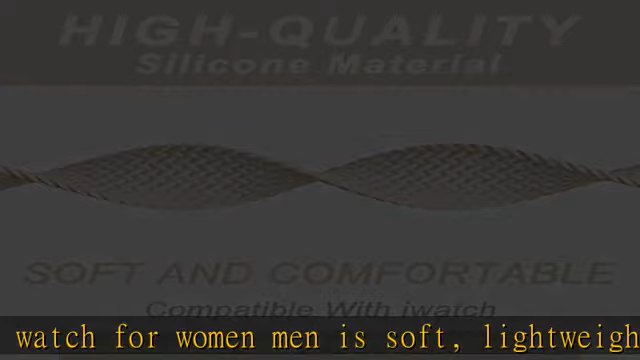 HIGH-QUALITY
Silicone Material
SOFT AND COMFORTABLE
Compatible With iwatch
watch for women men is soft, lightweigh